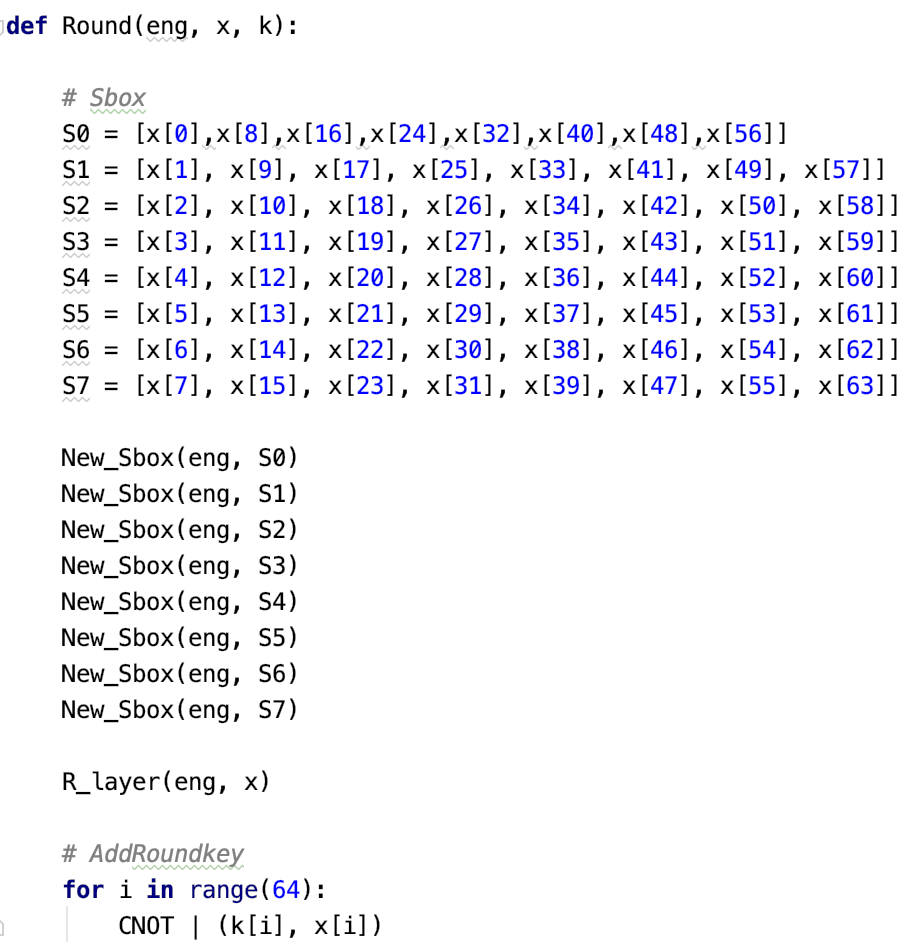 def Round(eng, x, k):
# Sbox
S0 = [x[0],x[8],x[16],x[24],x[32],x[40],x[48],x[56]]
S1 = [x[1], x[9], x[17], x[25], x[33], x[41], x[49], x[57]]
S2 = [x[2], x[10], x[18], x[26], x[34], x[42], x[50], x[58]]
S3 = [x[3], x[11], x[19], x[27], x[35], x[43], x[51], x[59]]
S4 = [x[4], x[12], x[20], x[28], x[36], x[44], x[52], x[60]]
S5 = [x[5], x[13], x[21], x[29], x[37], x[45], x[53], x[61]]
S6 = [x[6], x[14], x[22], x[30], x[38], x[46], x[54], x[62]]
S7 = [x[7], x[15], x[23], x[31], x[39], x[47], x[55], x[63]]
New_Sbox(eng, S0)
New_Sbox(eng, S1)
New_Sbox(eng, S2)
New_Sbox(eng, S3)
New_Sbox(eng, S4)
New_Sbox(eng, S5)
New_Sbox(eng, S6)
New_Sbox(eng, S7)
R_layer(eng, x)
# AddRoundkey
for i in range(64):
CNOT | (k[i], x[i])